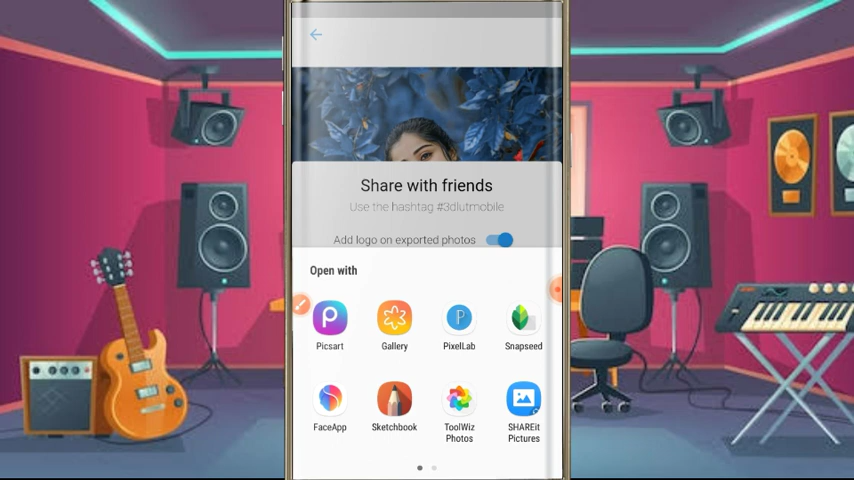 Share with friends
Use the hashtag #3dlutmobile
Add logo on exported photos
Open with
Picsart Gallery PixelLab Snapseed
FaceApp Sketchbook ToolWiz Photos SHAREit Pictures